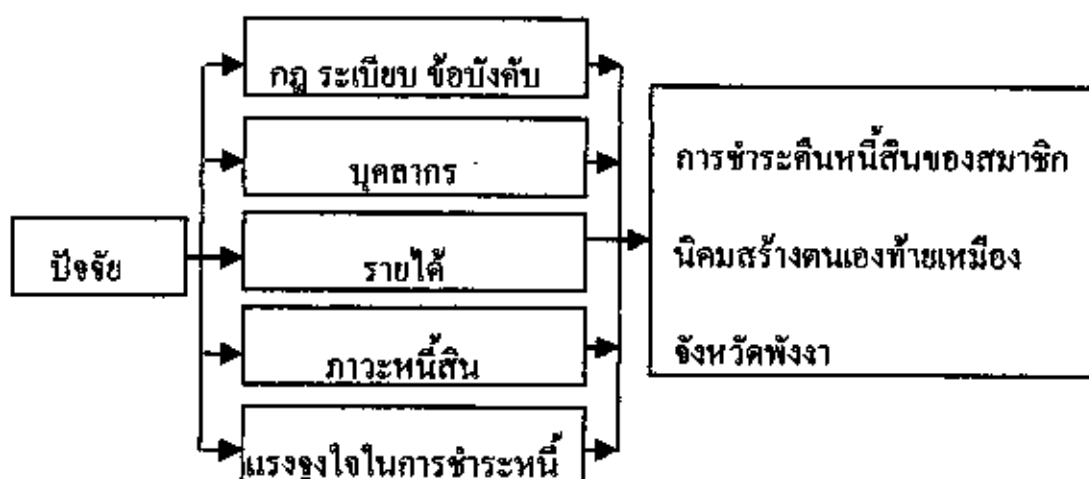 ปัจจัย
กฎ ระเบียบ ข้อบังคับ
บุคลากร
รายได้
ภาวะหนี้สิน
แรงจูงใจในการชำระหนี้
การชำระคืนหนี้สินของสมาชิก
นิคมสร้างตนเองท้ายเหมือง
จังหวัดพังงา